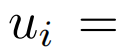 u_i =